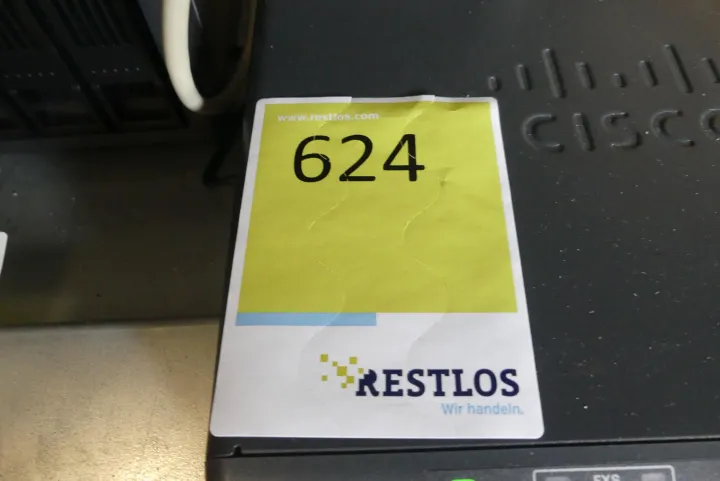 www.restlos.com
624
CISCO
RESTLOS
Wir handeln.
SYS